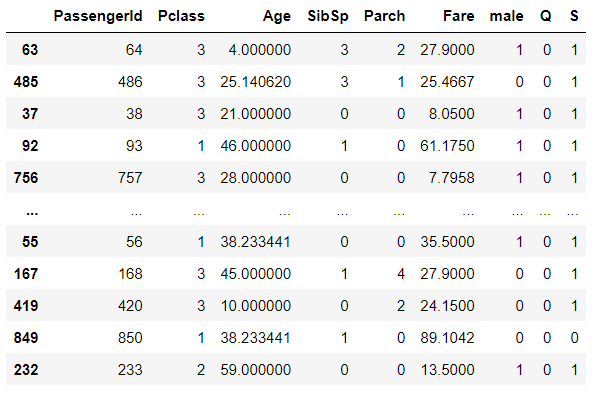 PassengerId Pclass Age SibSp Parch Fare male Q S
63 64 3 4.000000 3 2 27.9000 1 0 1
485 486 3 25.140620 3 1 25.4667 0 0 1
37 38 3 21.000000 0 0 8.0500 1 0 1
92 93 1 46.000000 1 0 61.1750 1 0 1
756 757 3 28.000000 0 0 7.7958 1 0 1
... ... ... ... ... ... ... ... ... ...
55 56 1 38.233441 0 0 35.5000 1 0 1
167 168 3 45.000000 1 4 27.9000 0 0 1
419 420 3 10.000000 0 2 24.1500 0 0 1
849 850 1 38.233441 1 0 89.1042 0 0 0
232 233 2 59.000000 0 0 13.5000 1 0 1